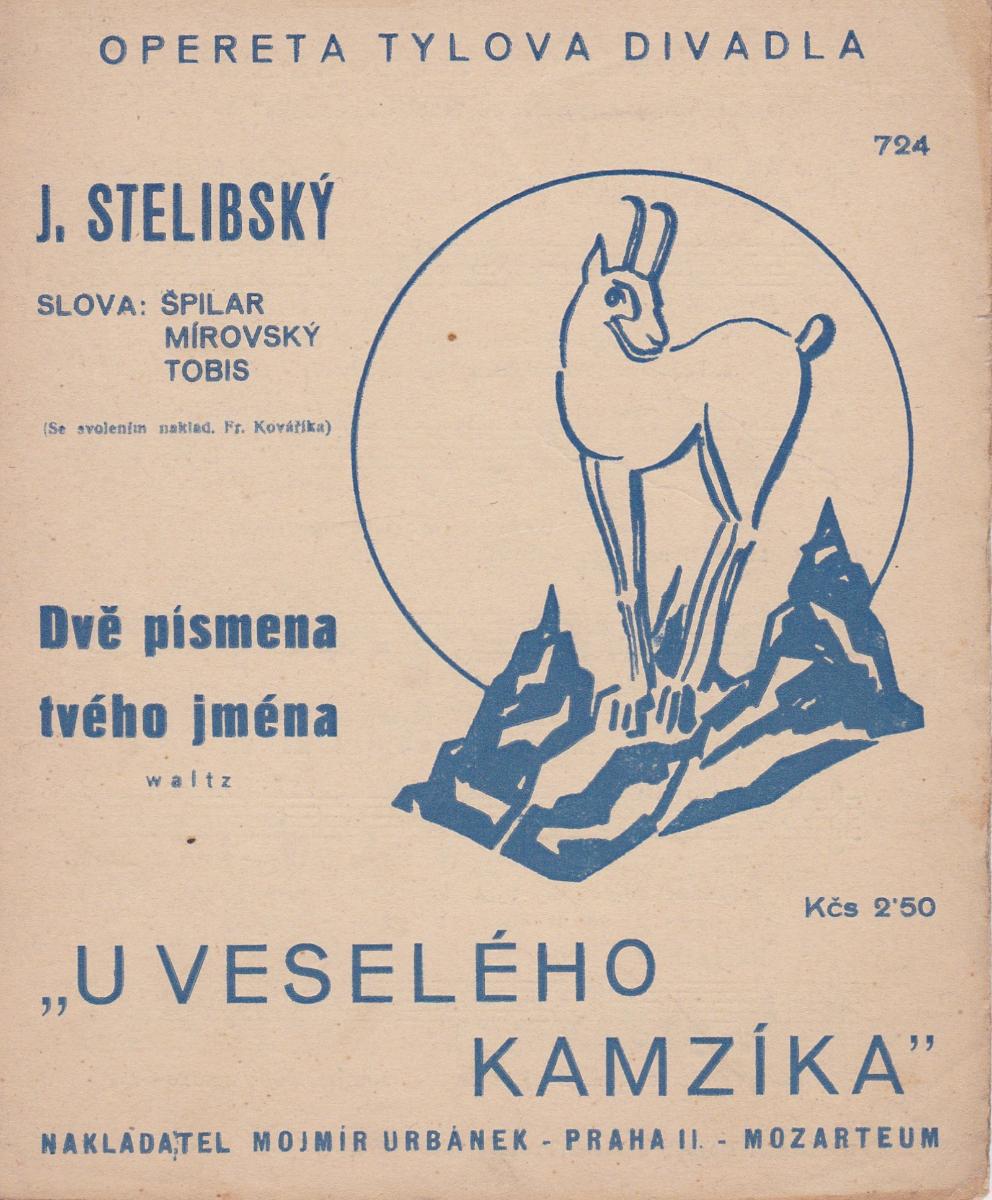 OPERETA TYLOVA DIVADLA
724
J. STELIBSKÝ
SLOVA: ŠPILAR
MÍROVSKÝ
TOBIS
(Se svolením naklad. Fr. Kováříka)
Dvě písmena
tvého jména
waltz
Kčs 2'50
„U VESELÉHO
KAMZÍKA”
NAKLADATEL MOJMÍR URBÁNEK - PRAHA II. - MOZARTEUM